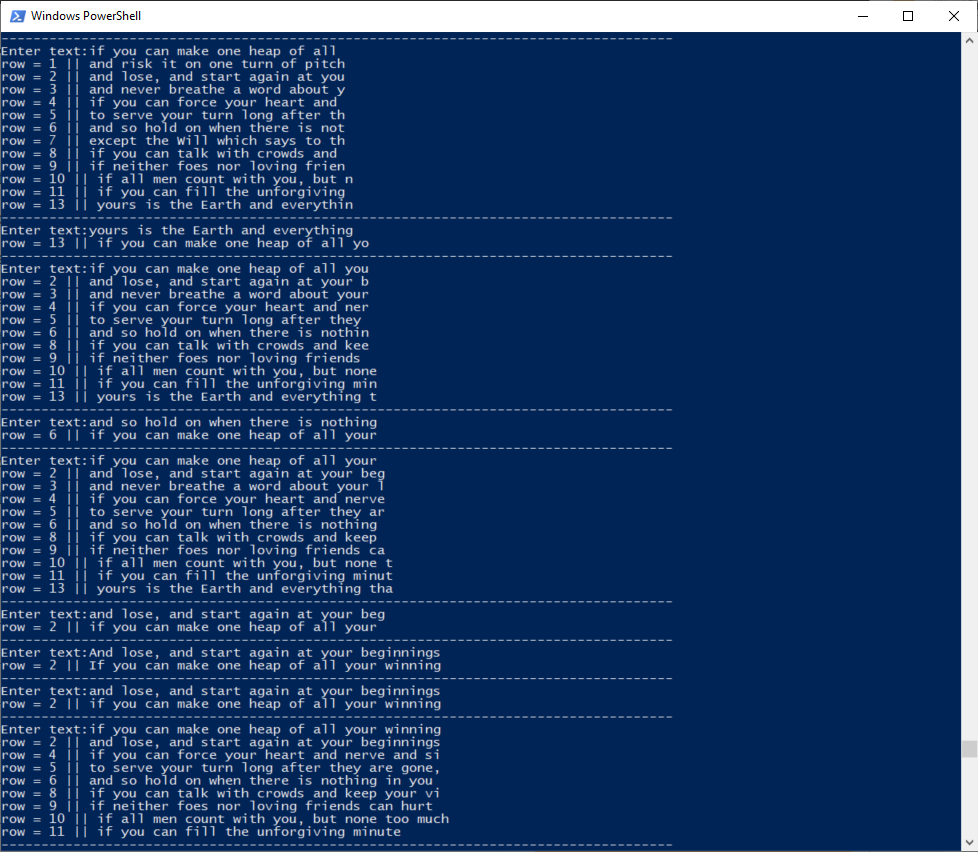 Windows PowerShell
--------------------------------------------------------------------------------
Enter text:if you can make one heap of all
row = 1 || and risk it on one turn of pitch
row = 2 || and lose, and start again at you
row = 3 || and never breathe a word about y
row = 4 || if you can force your heart and
row = 5 || to serve your turn long after th
row = 6 || and so hold on when there is not
row = 7 || except the Will which says to th
row = 8 || if you can talk with crowds and
row = 9 || if neither foes nor loving frien
row = 10 || if all men count with you, but n
row = 11 || if you can fill the unforgiving
row = 13 || yours is the Earth and everythin
--------------------------------------------------------------------------------
Enter text:yours is the Earth and everything
row = 13 || if you can make one heap of all yo
--------------------------------------------------------------------------------
Enter text:if you can make one heap of all you
row = 2 || and lose, and start again at your b
row = 3 || and never breathe a word about your
row = 4 || if you can force your heart and ner
row = 5 || to serve your turn long after they
row = 6 || and so hold on when there is nothin
row = 8 || if you can talk with crowds and kee
row = 9 || if neither foes nor loving friends
row = 10 || if all men count with you, but none
row = 11 || if you can fill the unforgiving min
row = 13 || yours is the Earth and everything t
--------------------------------------------------------------------------------
Enter text:and so hold on when there is nothing
row = 6 || if you can make one heap of all your
--------------------------------------------------------------------------------
Enter text:if you can make one heap of all your
row = 2 || and lose, and start again at your beg
row = 3 || and never breathe a word about your l
row = 4 || if you can force your heart and nerve
row = 5 || to serve your turn long after they ar
row = 6 || and so hold on when there is nothing
row = 8 || if you can talk with crowds and keep
row = 9 || if neither foes nor loving friends ca
row = 10 || if all men count with you, but none t
row = 11 || if you can fill the unforgiving minut
row = 13 || yours is the Earth and everything tha
--------------------------------------------------------------------------------
Enter text:and lose, and start again at your beg
row = 2 || if you can make one heap of all your
--------------------------------------------------------------------------------
Enter text:And lose, and start again at your beginnings
row = 2 || If you can make one heap of all your winning
--------------------------------------------------------------------------------
Enter text:and lose, and start again at your beginnings
row = 2 || if you can make one heap of all your winning
--------------------------------------------------------------------------------
Enter text:if you can make one heap of all your winning
row = 2 || and lose, and start again at your beginnings
row = 4 || if you can force your heart and nerve and si
row = 5 || to serve your turn long after they are gone,
row = 6 || and so hold on when there is nothing in you
row = 8 || if you can talk with crowds and keep your vi
row = 9 || if neither foes nor loving friends can hurt
row = 10 || if all men count with you, but none too much
row = 11 || if you can fill the unforgiving minute
--------------------------------------------------------------------------------